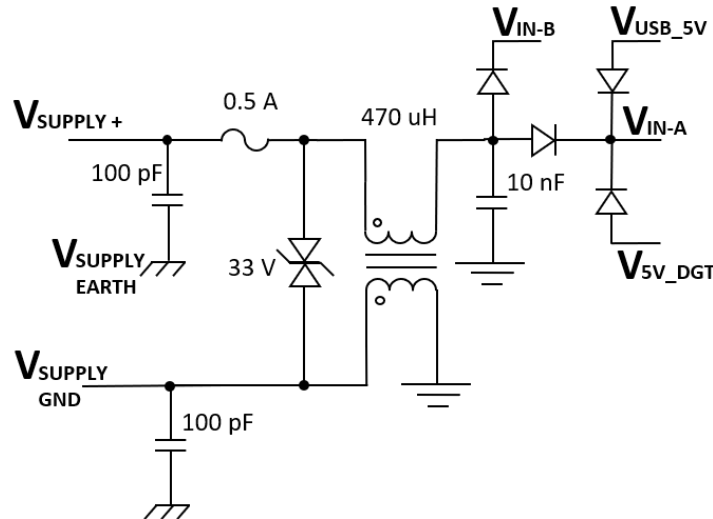 VIN-B
VUSB_5V
0.5 A
470 uH
VSUPPLY +
VIN-A
100 pF
10 nF
VSUPPLY
EARTH
33 V
V5V_DGT
VSUPPLY
GND
100 pF